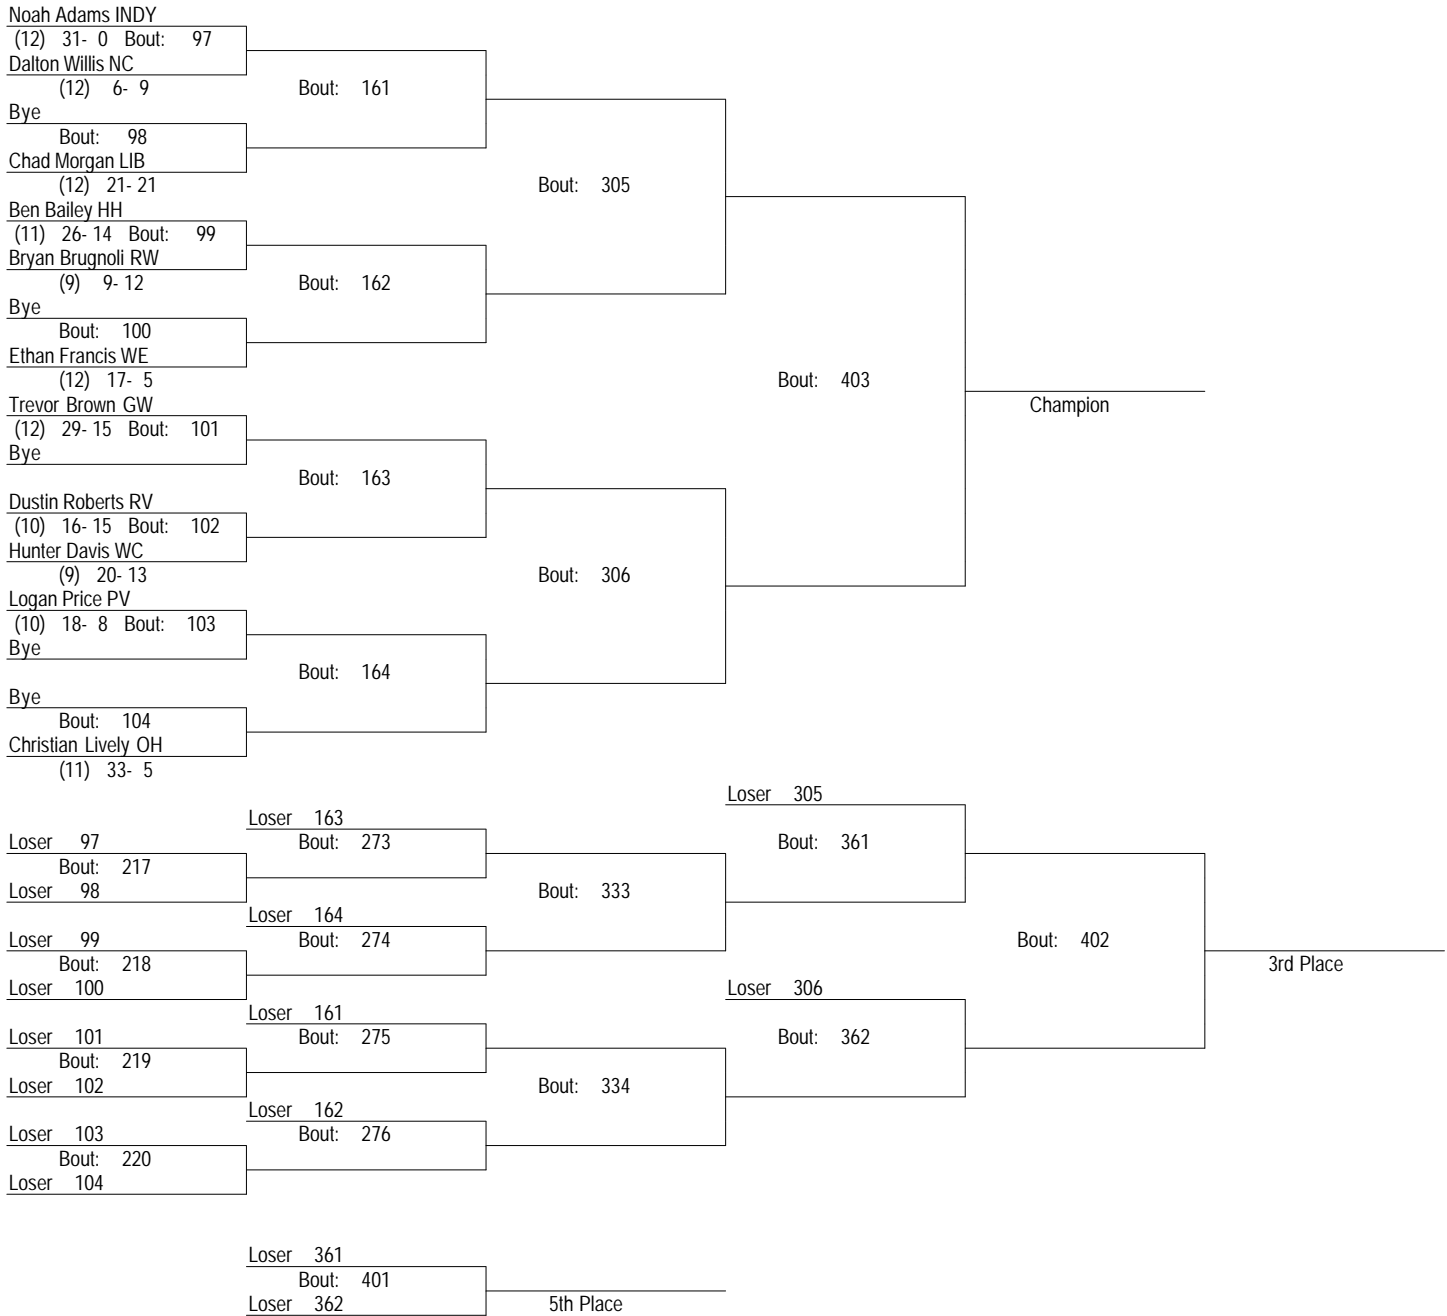 Noah Adams INDY
(12) 31- 0 Bout: 97
Dalton Willis NC
(12) 6- 9
Bout: 161
Bye
Bout: 98
Chad Morgan LIB
(12) 21- 21
Bout: 305
Ben Bailey HH
(11) 26- 14 Bout: 99
Bryan Brugnoli RW
(9) 9- 12
Bout: 162
Bye
Bout: 100
Ethan Francis WE
(12) 17- 5
Bout: 403
Champion
Trevor Brown GW
(12) 29- 15 Bout: 101
Bye
Bout: 163
Dustin Roberts RV
(10) 16- 15 Bout: 102
Hunter Davis WC
(9) 20- 13
Bout: 306
Logan Price PV
(10) 18- 8 Bout: 103
Bye
Bout: 164
Bye
Bout: 104
Christian Lively OH
(11) 33- 5
Loser 305
Loser 163
Loser 97
Bout: 273
Bout: 361
Bout: 217
Loser 98
Bout: 333
Loser 164
Loser 99
Bout: 274
Bout: 402
Bout: 218
3rd Place
Loser 100
Loser 306
Loser 161
Loser 101
Bout: 275
Bout: 362
Bout: 219
Loser 102
Bout: 334
Loser 162
Loser 103
Bout: 276
Bout: 220
Loser 104
Loser 361
Bout: 401
Loser 362
5th Place